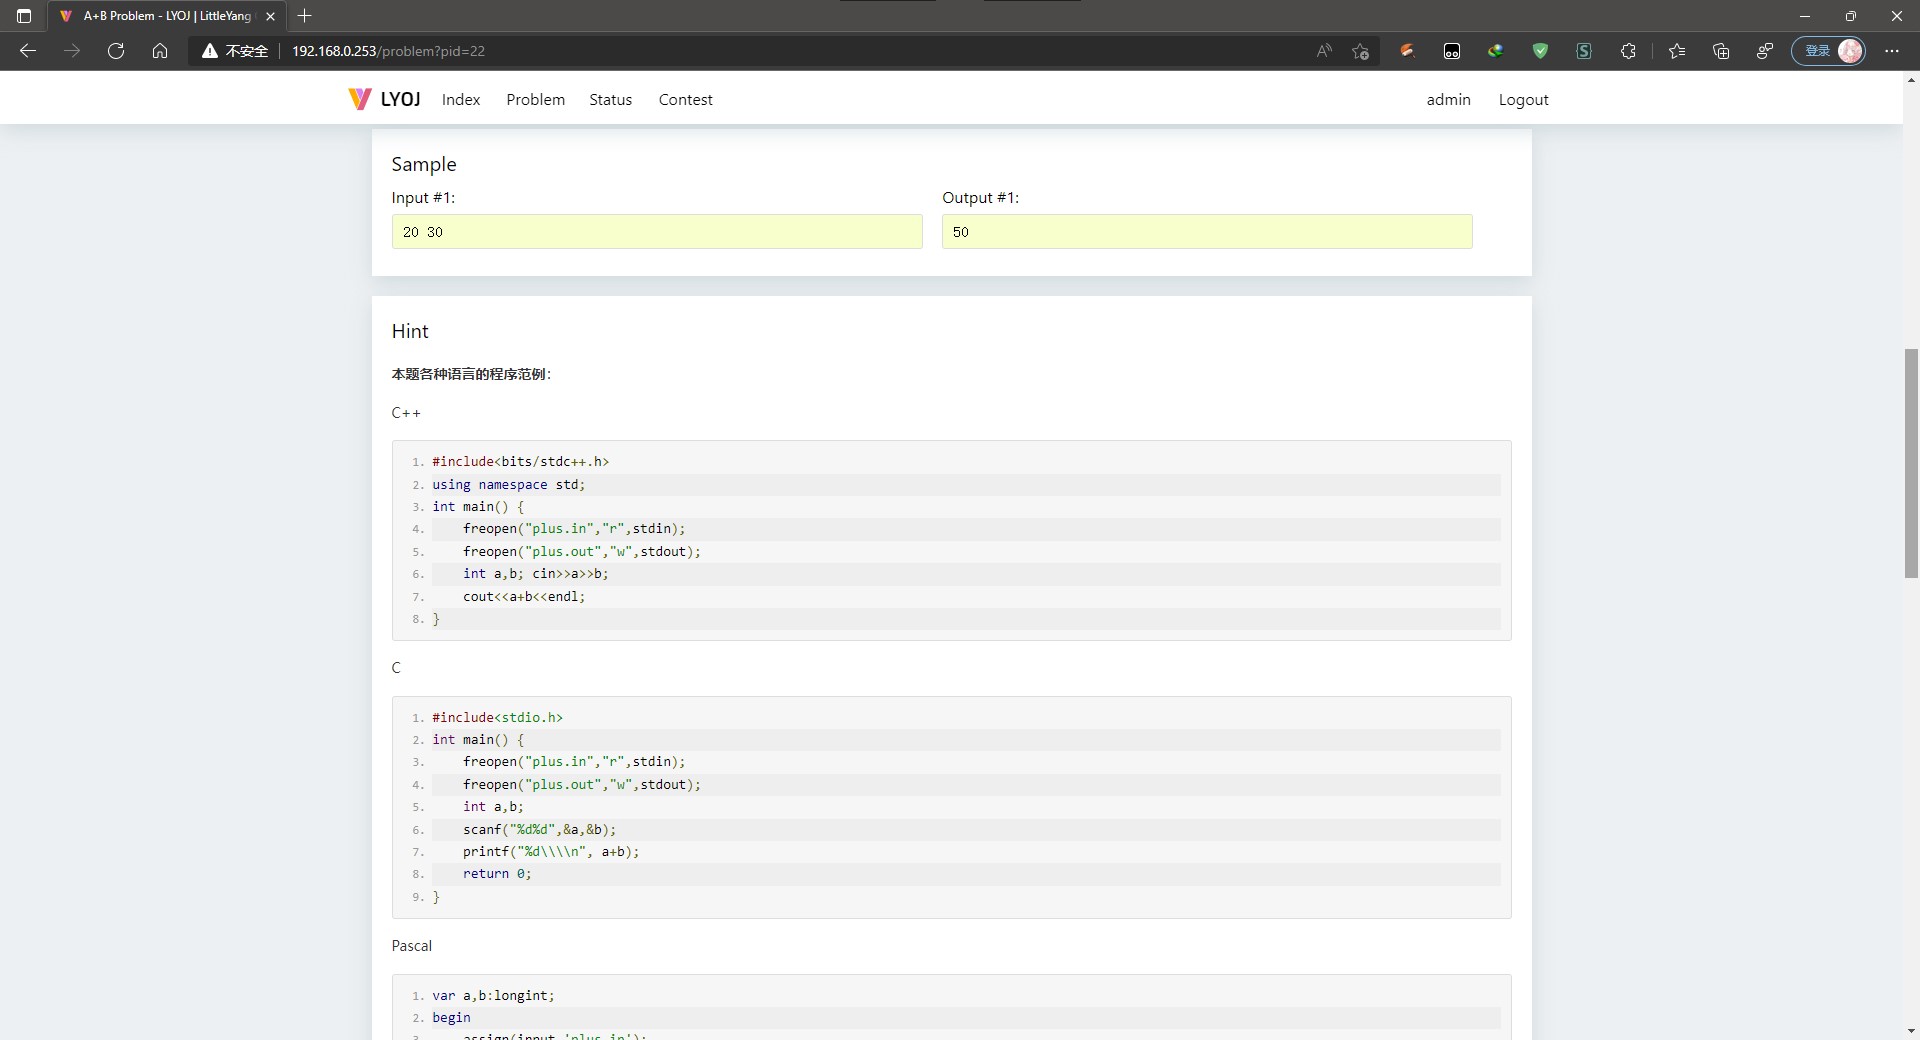 A+B Problem - LYOJ | LittleYang
不安全
192.168.0.253/problem?pid=22
登录
LYOJ
Index
Problem
Status
Contest
admin
Logout
Sample
Input #1:
20 30
Output #1:
50
Hint
本题各种语言的程序范例：
C++
1. #include<bits/stdc++.h>
2. using namespace std;
3. int main() {
4.     freopen("plus.in","r",stdin);
5.     freopen("plus.out","w",stdout);
6.     int a,b; cin>>a>>b;
7.     cout<<a+b<<endl;
8. }
C
1. #include<stdio.h>
2. int main() {
3.     freopen("plus.in","r",stdin);
4.     freopen("plus.out","w",stdout);
5.     int a,b;
6.     scanf("%d%d",&a,&b);
7.     printf("%d\\\\n", a+b);
8.     return 0;
9. }
Pascal
1. var a,b:longint;
2. begin
3.     assign(input,'plus.in');